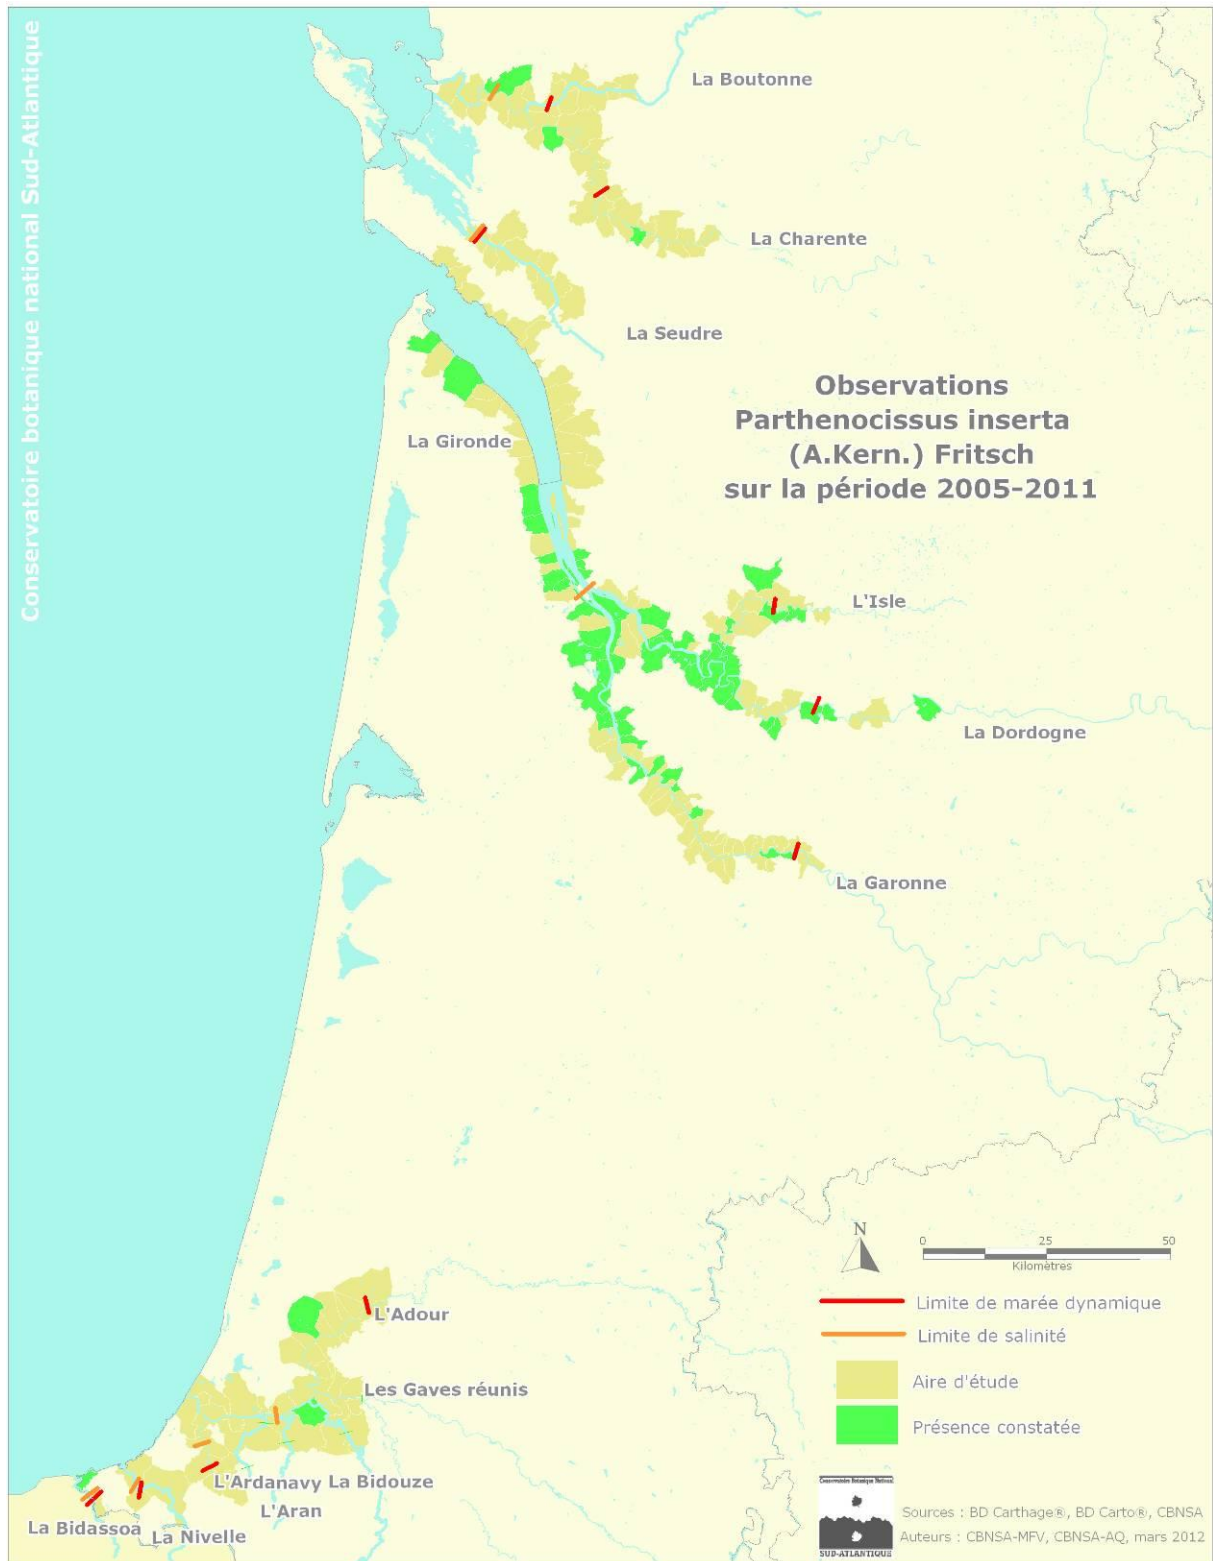 Conservatoire botanique national Sud-Atlantique
La Boutonne
La Charente
La Seudre
Observations
Parthenocissus inserta
(A.Kern.) Fritsch
sur la période 2005-2011
La Gironde
L'Isle
La Dordogne
La Garonne
N
0 25 50
Kilomètres
L'Adour
Limite de marée dynamique
Limite de salinité
Les Gaves réunis
Aire d'étude
Présence constatée
L'Ardanavy La Bidouze
L'Aran
La Bidassoa La Nivelle
Conservatoire Botanique National
SUD-ATLANTIQUE
Sources : BD Carthage®, BD Carto®, CBNSA
Auteurs : CBNSA-MFV, CBNSA-AQ, mars 2012